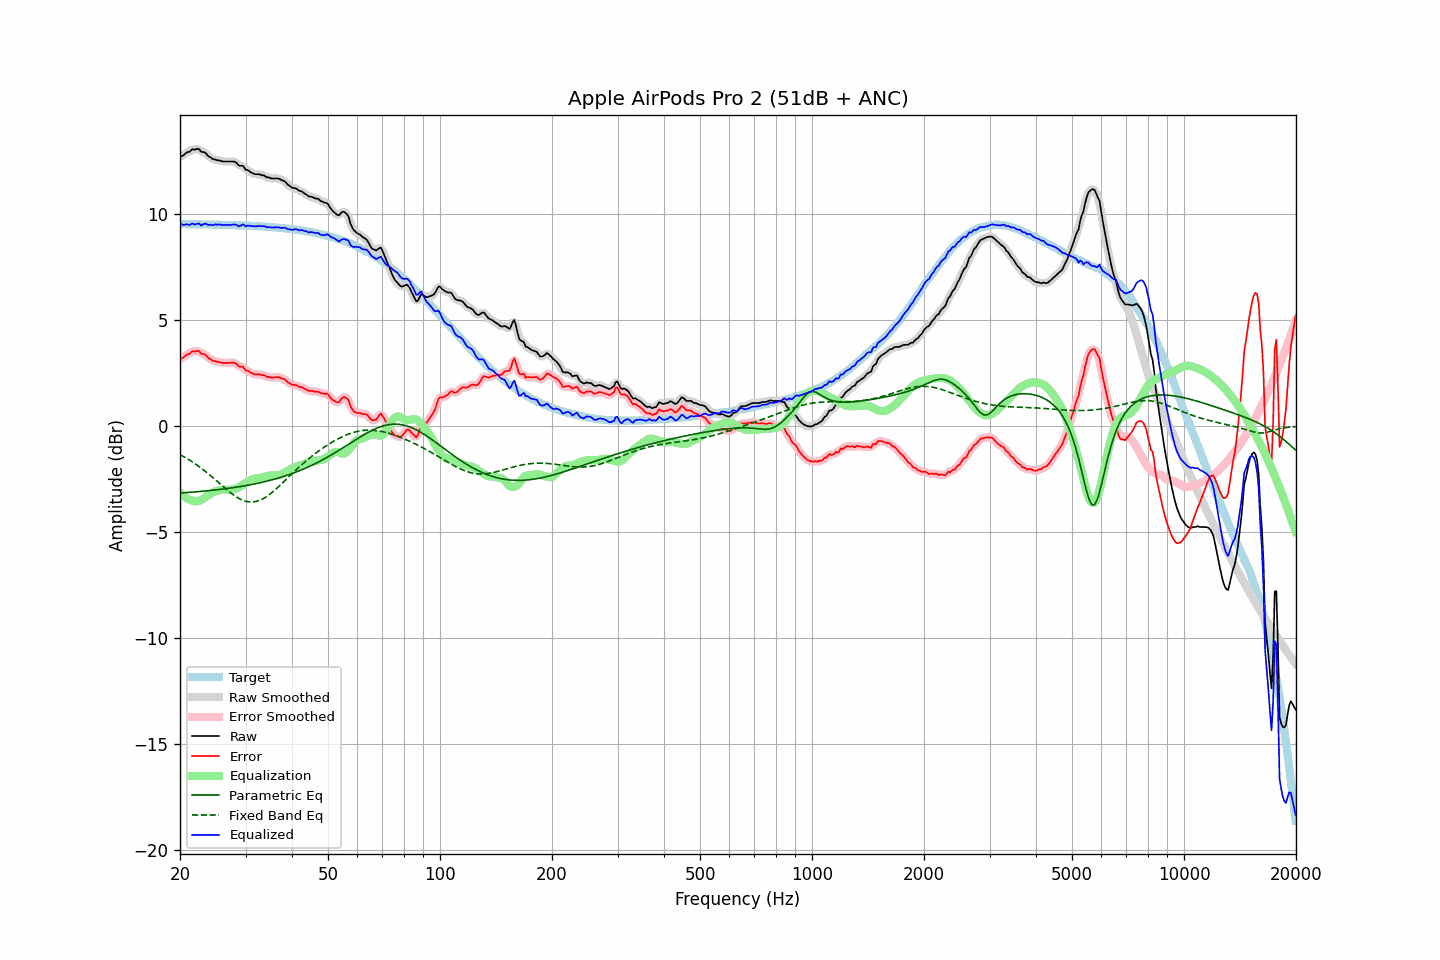 Apple AirPods Pro 2 (51dB + ANC)
Amplitude (dBr)
10
5
0
−5
−10
−15
−20
Target
Raw Smoothed
Error Smoothed
Raw
Error
Equalization
Parametric Eq
Fixed Band Eq
Equalized
20 50 100 200 500 1000 2000 5000 10000 20000
Frequency (Hz)